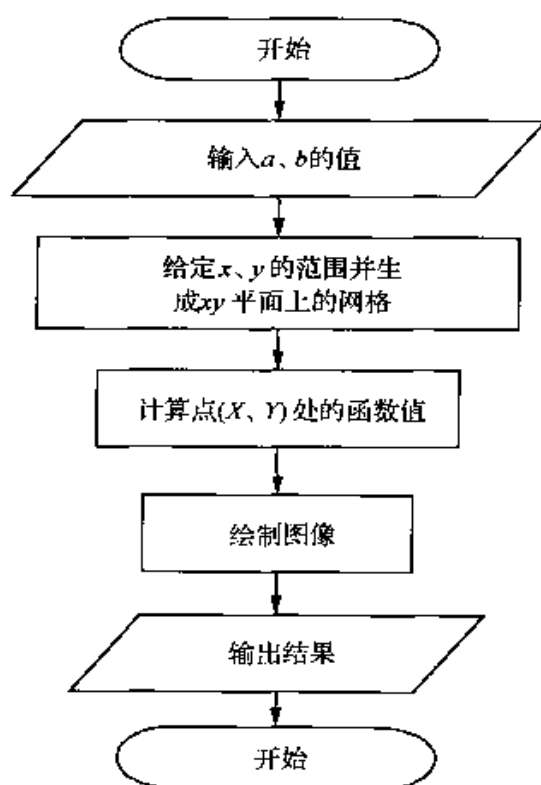 开始
输入a、b的值
给定x、y的范围并生
成xy平面上的网格
计算点(X、Y)处的函数值
绘制图像
输出结果
开始